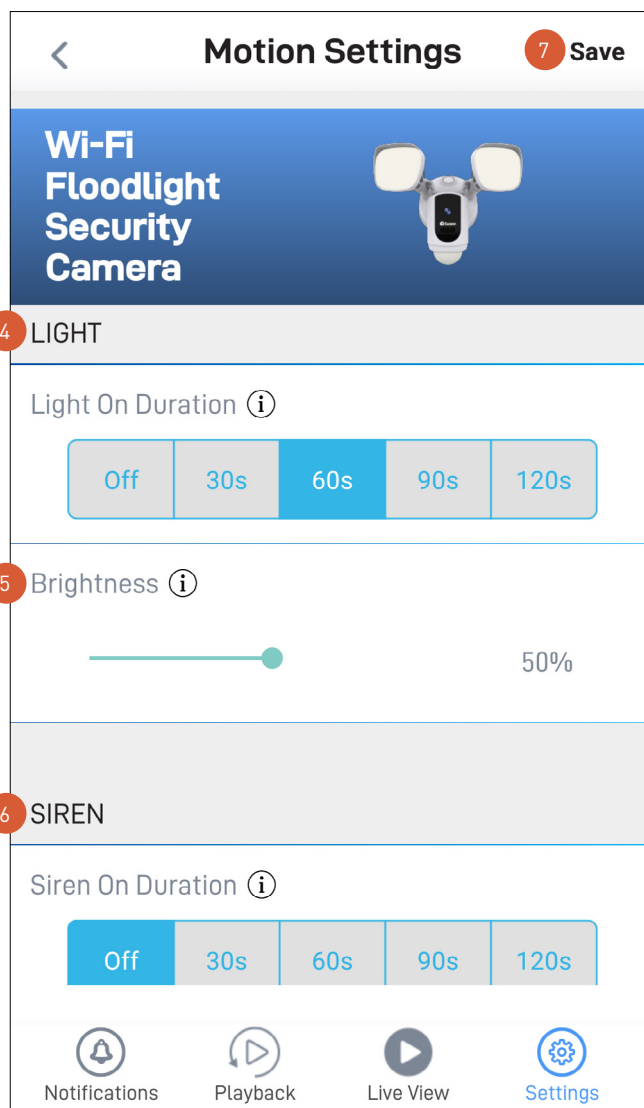 Motion Settings
7 Save
Wi-Fi
Floodlight
Security
Camera
4 LIGHT
Light On Duration i
Off 30s 60s 90s 120s
5 Brightness i
50%
6 SIREN
Siren On Duration i
Off 30s 60s 90s 120s
Notifications Playback Live View Settings